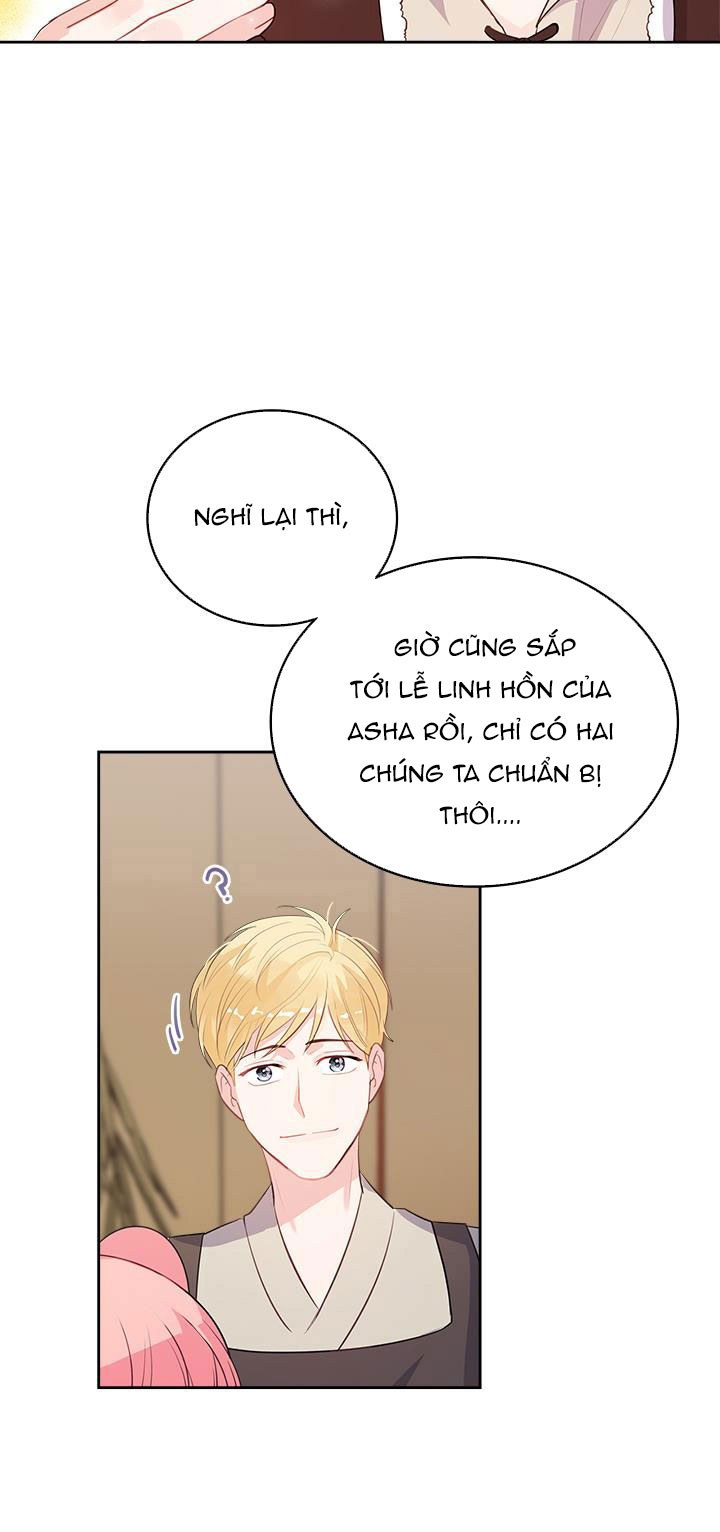 NGHĨ LẠI THÌ,
GIỜ CŨNG SẮP
TỚI LỄ LINH HỒN CỦA
ASHA RỒI, CHỈ CÓ HAI
CHÚNG TA CHUẨN BỊ
THÔI....
?